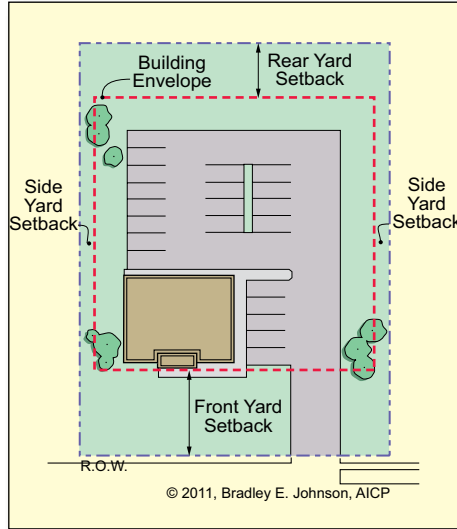 Building
Envelope
Rear Yard
Setback
Side
Yard
Setback
Side
Yard
Setback
Front Yard
Setback
R.O.W.
© 2011, Bradley E. Johnson, AICP